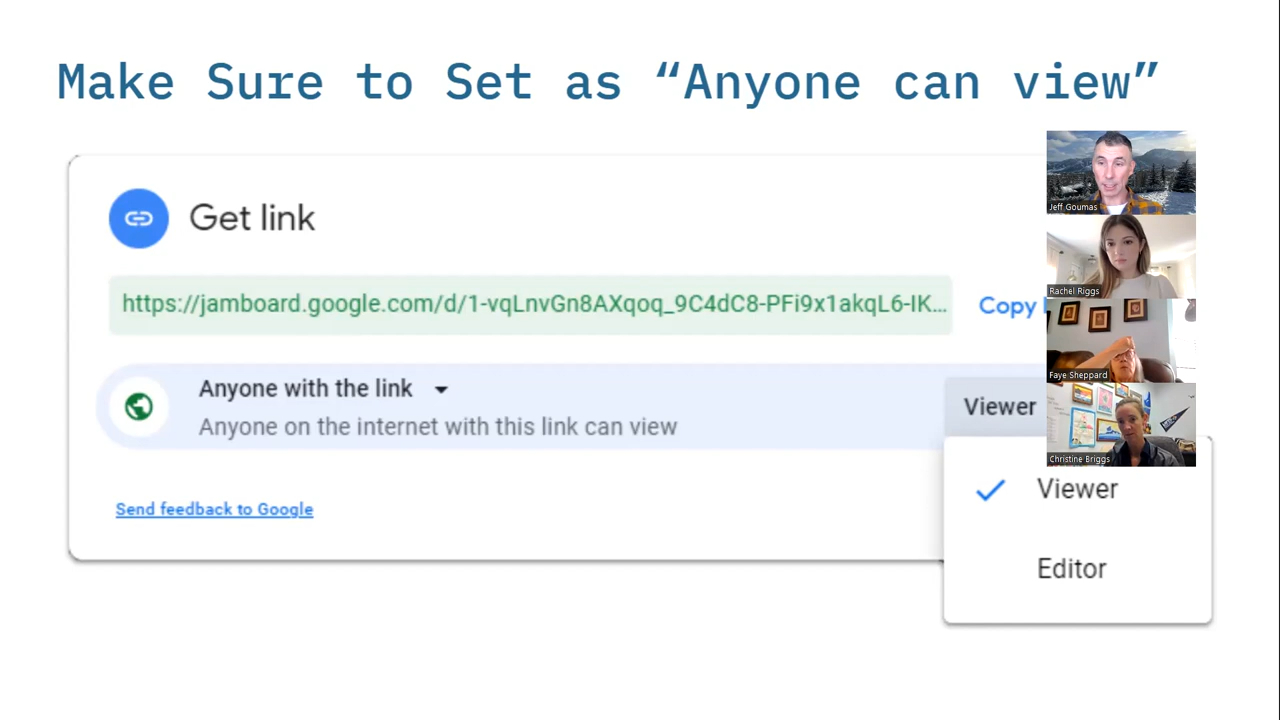 Make Sure to Set as “Anyone can view”
Get link
https://jamboard.google.com/d/1-vqLnvGn8AXqoq_9C4dC8-PFi9x1akqL6-IK...
Copy
Anyone with the link
Anyone on the internet with this link can view
Viewer
Viewer
Editor
Send feedback to Google
Jeff Goumas
Rachel Riggs
Faye Sheppard
Christine Briggs